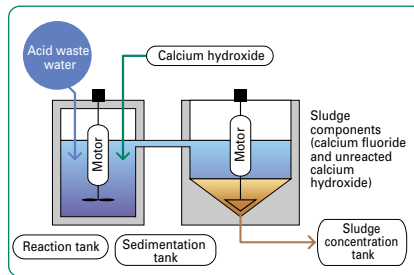 Acid waste
water
Calcium hydroxide
Motor
Motor
Sludge
components
(calcium fluoride
and unreacted
calcium
hydroxide)
Reaction tank
Sedimentation
tank
Sludge
concentration
tank